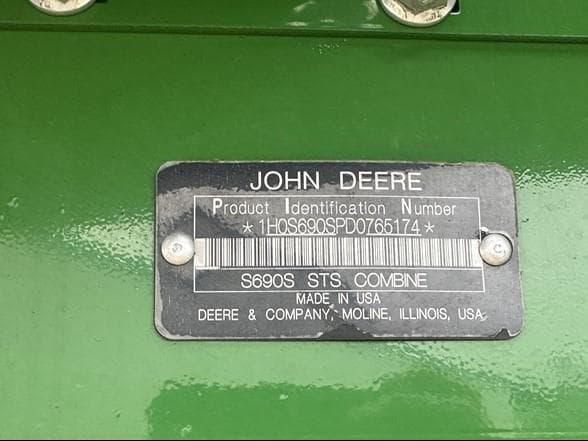 JOHN DEERE
Product Identification Number
*1H0S690SPD0765174*
S690S STS COMBINE
MADE IN USA
DEERE & COMPANY, MOLINE, ILLINOIS, USA